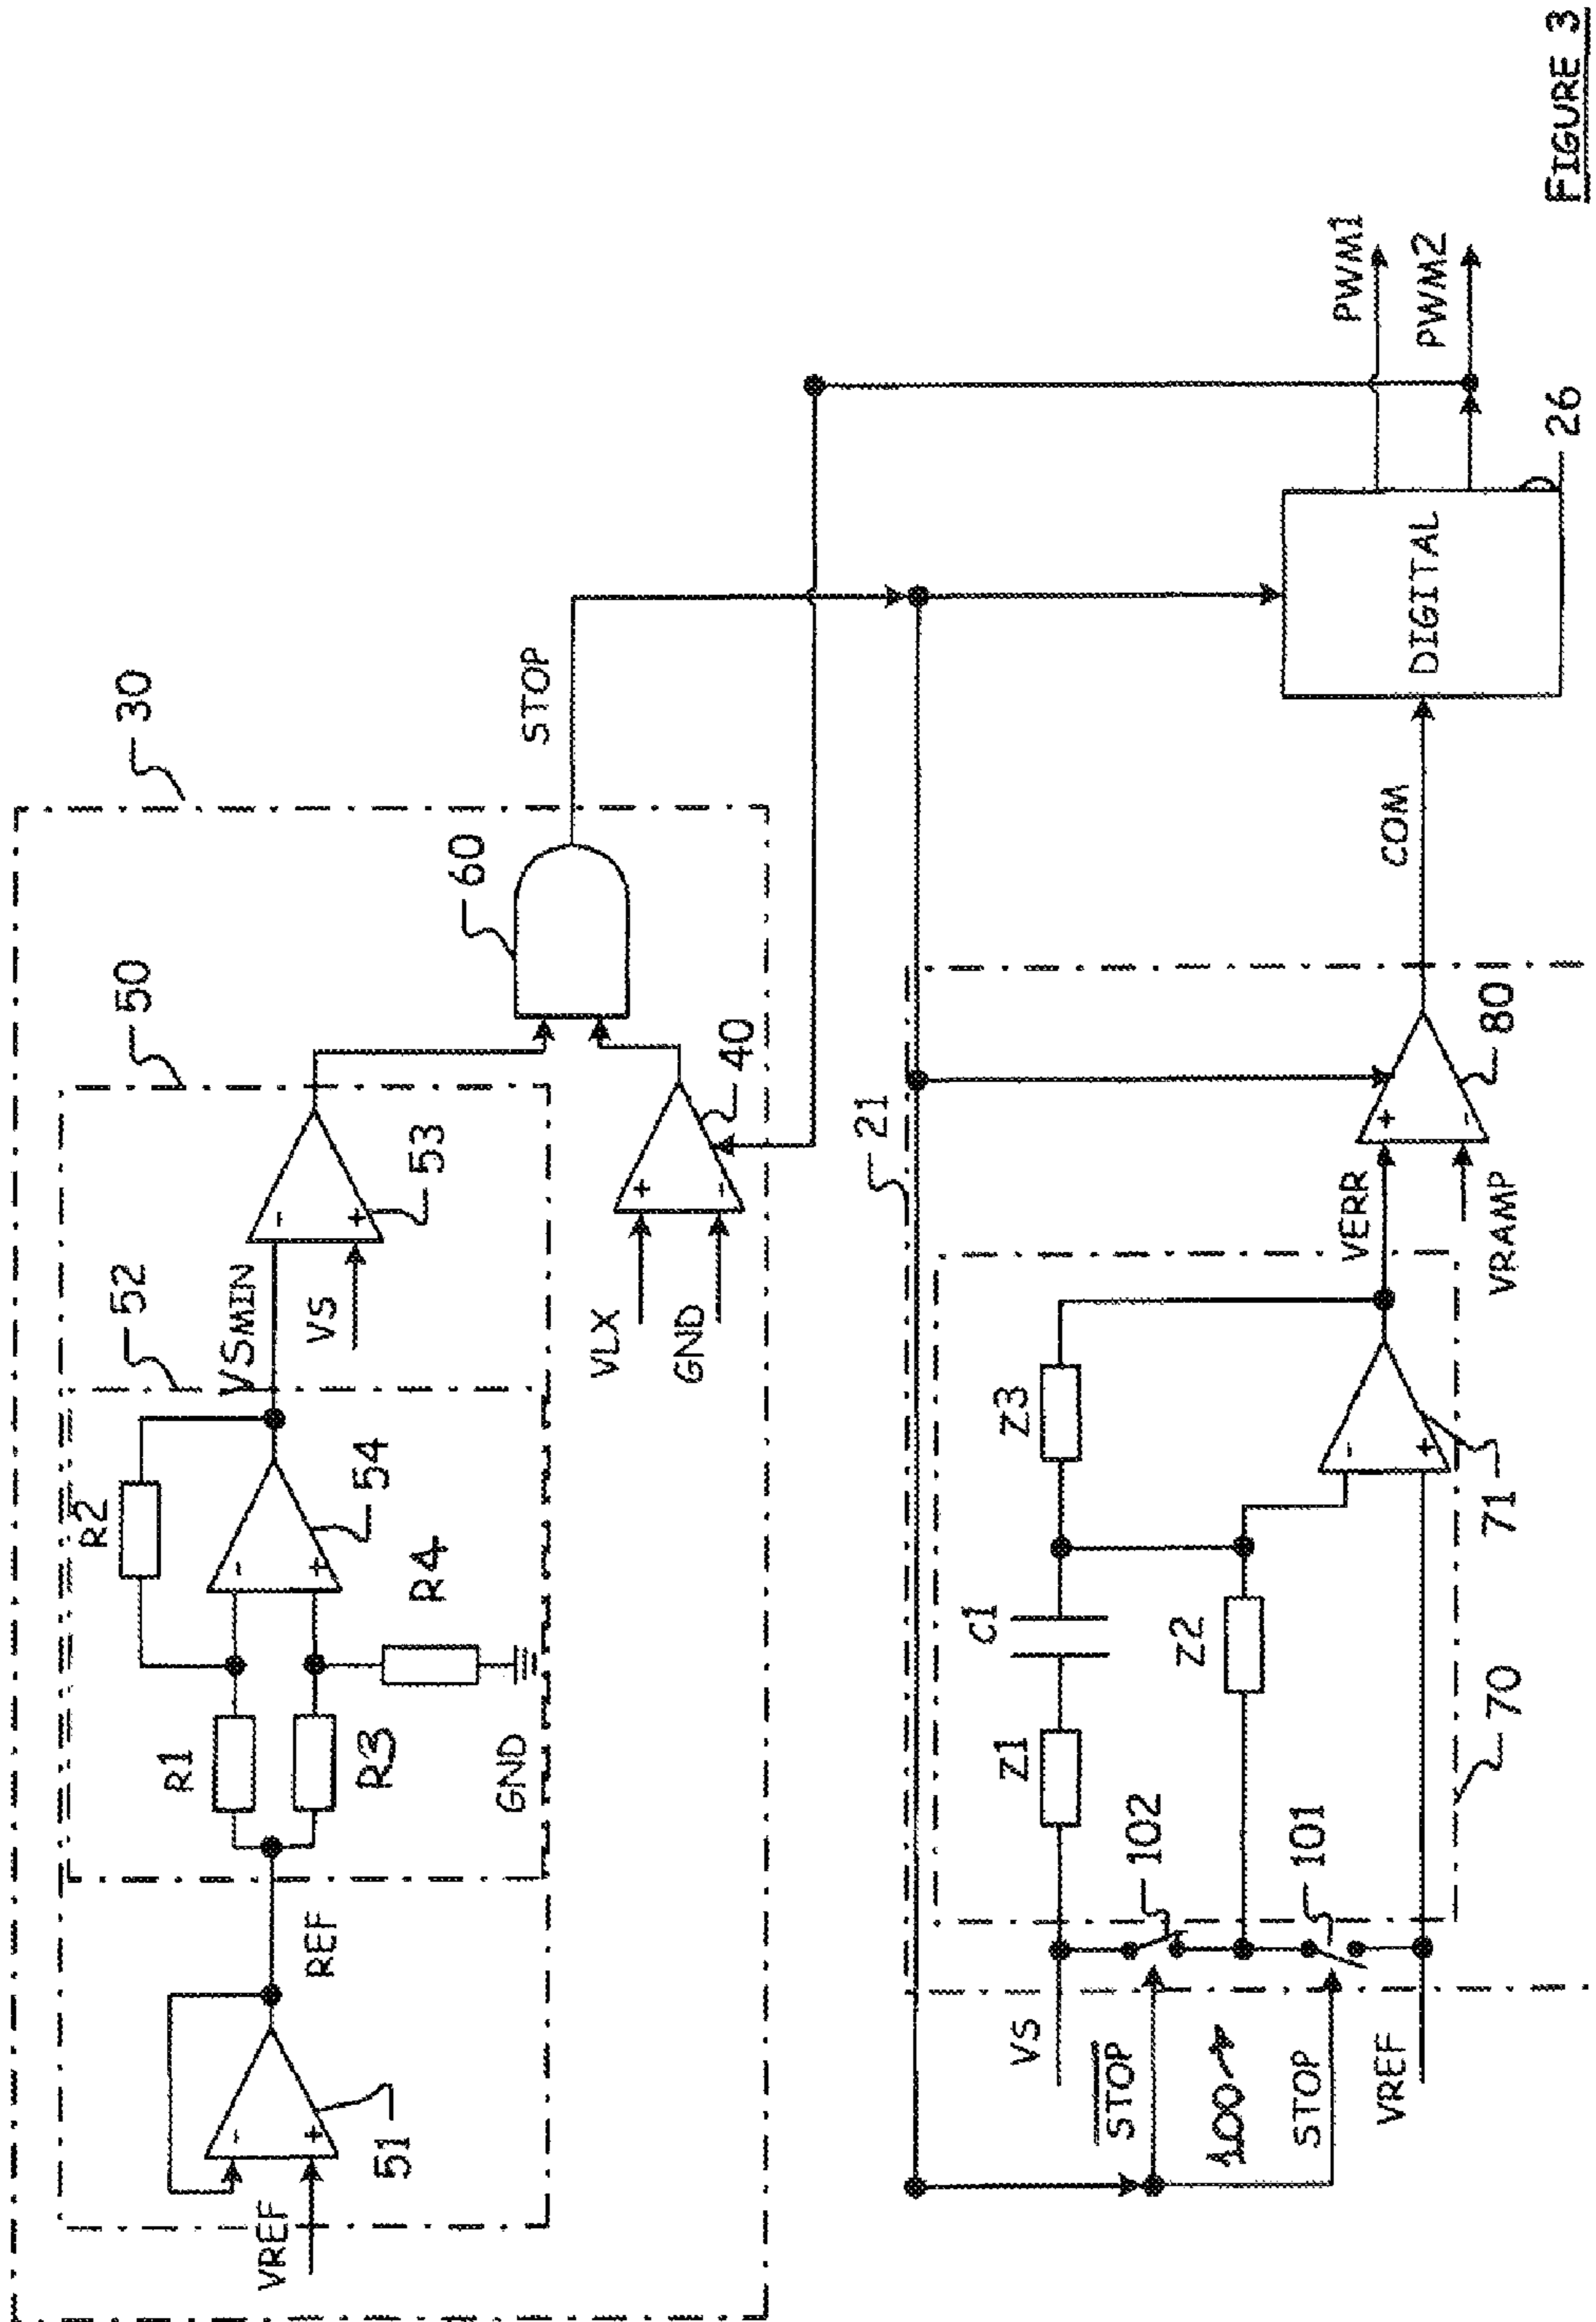 30
50
52
R2
R1
R3
R4
GND
VREF
51
REF
54
VSMIN
VS
53
VLX
GND
40
60
STOP
21
VS
STOP
100
STOP
VREF
102
101
Z1
C1
Z2
Z3
71
70
VERR
VRAMP
80
COM
DIGITAL
26
PWM1
PWM2
FIGURE 3
-
+
-
+
-
+
+
-
-
+
+
-